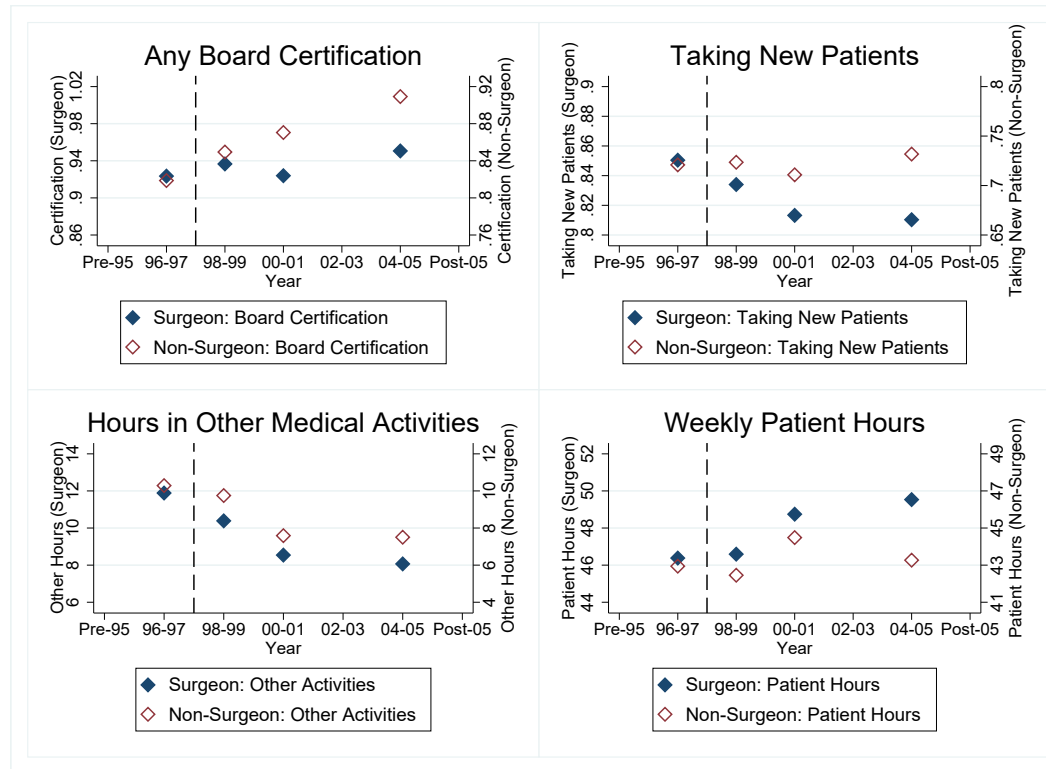 Any Board Certification
Certification (Surgeon)
1.02
.98
.94
.9
.86
.92
.88
.84
.8
.76
Certification (Non-Surgeon)
Pre-95 96-97 98-99 00-01 02-03 04-05 Post-05
Year
Surgeon: Board Certification
Non-Surgeon: Board Certification
Taking New Patients
Taking New Patients (Surgeon)
.9
.88
.86
.84
.82
.8
.8
.75
.7
.65
Taking New Patients (Non-Surgeon)
Pre-95 96-97 98-99 00-01 02-03 04-05 Post-05
Year
Surgeon: Taking New Patients
Non-Surgeon: Taking New Patients
Hours in Other Medical Activities
Other Hours (Surgeon)
14
12
10
8
6
12
10
8
6
4
Other Hours (Non-Surgeon)
Pre-95 96-97 98-99 00-01 02-03 04-05 Post-05
Year
Surgeon: Other Activities
Non-Surgeon: Other Activities
Weekly Patient Hours
Patient Hours (Surgeon)
52
50
48
46
44
49
47
45
43
41
Patient Hours (Non-Surgeon)
Pre-95 96-97 98-99 00-01 02-03 04-05 Post-05
Year
Surgeon: Patient Hours
Non-Surgeon: Patient Hours